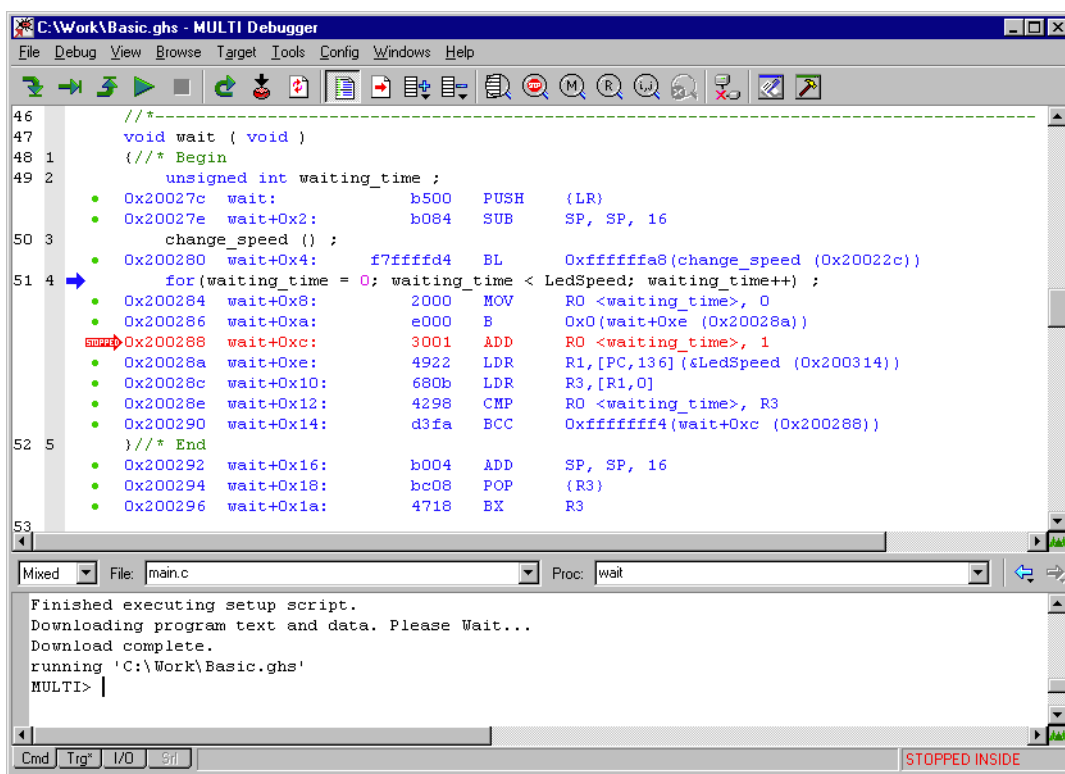 C:\Work\Basic.ghs - MULTI Debugger
File Debug View Browse Target Tools Config Windows Help
STOP M R i,j
46 //*--------------------------------------------------------------------------------
47 void wait ( void )
48 1 {//* Begin
49 2 unsigned int waiting_time ;
0x20027c wait: b500 PUSH {LR}
0x20027e wait+0x2: b084 SUB SP, SP, 16
50 3 change_speed () ;
0x200280 wait+0x4: f7ffffd4 BL 0xffffffa8(change_speed (0x20022c))
51 4 for(waiting_time = 0; waiting_time < LedSpeed; waiting_time++) ;
0x200284 wait+0x8: 2000 MOV R0 <waiting_time>, 0
0x200286 wait+0xa: e000 B 0x0(wait+0xe (0x20028a))
STOPPED 0x200288 wait+0xc: 3001 ADD R0 <waiting_time>, 1
0x20028a wait+0xe: 4922 LDR R1,[PC,136](&LedSpeed (0x200314))
0x20028c wait+0x10: 680b LDR R3,[R1,0]
0x20028e wait+0x12: 4298 CMP R0 <waiting_time>, R3
0x200290 wait+0x14: d3fa BCC 0xfffffff4(wait+0xc (0x200288))
52 5 }//* End
0x200292 wait+0x16: b004 ADD SP, SP, 16
0x200294 wait+0x18: bc08 POP {R3}
0x200296 wait+0x1a: 4718 BX R3
53
Mixed File: main.c Proc: wait
Finished executing setup script.
Downloading program text and data. Please Wait...
Download complete.
running 'C:\Work\Basic.ghs'
MULTI>
Cmd Trg* I/O Srl STOPPED INSIDE